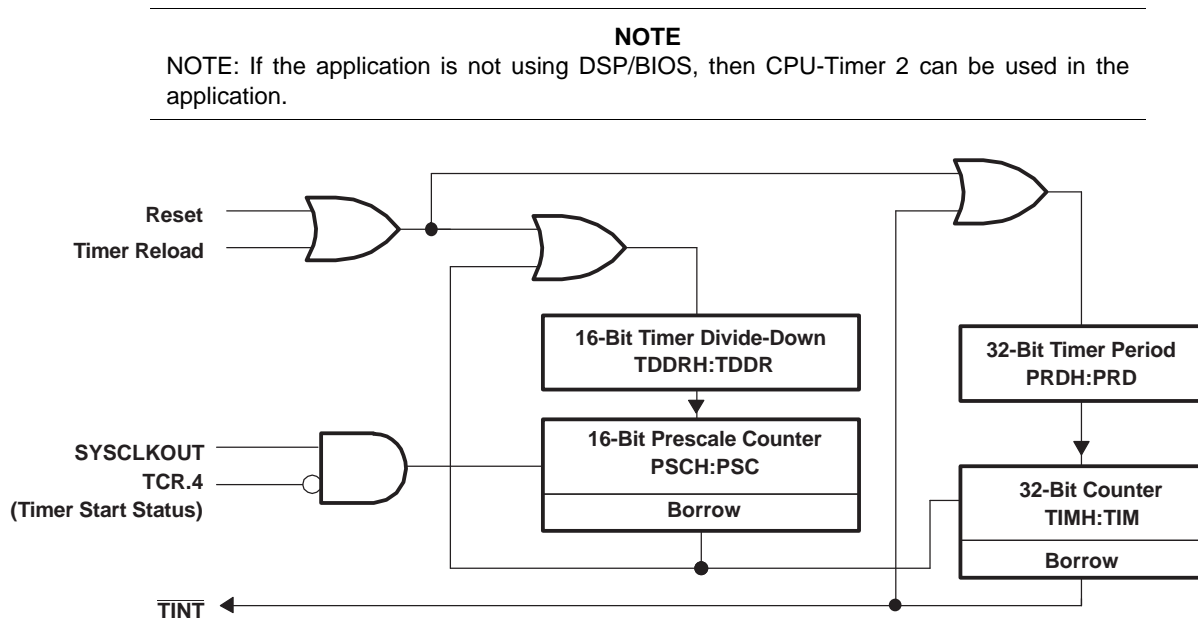 NOTE
NOTE: If the application is not using DSP/BIOS, then CPU-Timer 2 can be used in the
application.
Reset
Timer Reload
16-Bit Timer Divide-Down
TDDRH:TDDR
32-Bit Timer Period
PRDH:PRD
SYSCLKOUT
TCR.4
(Timer Start Status)
16-Bit Prescale Counter
PSCH:PSC
Borrow
32-Bit Counter
TIMH:TIM
Borrow
TINT